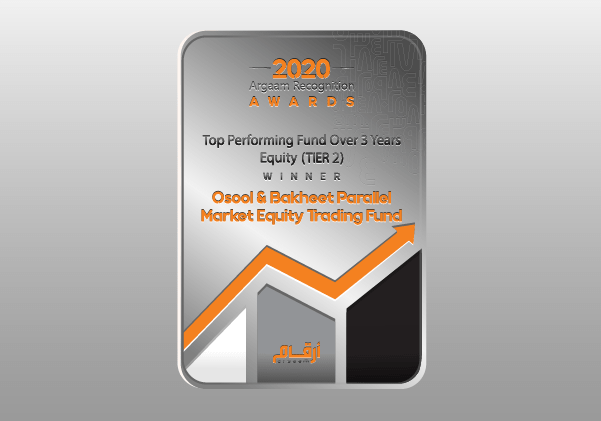 2020
Argaam Recognition
AWARDS
Top Performing Fund Over 3 Years
Equity (TIER 2)
WINNER
Osool & Bakheet Parallel
Market Equity Trading Fund
أرقام